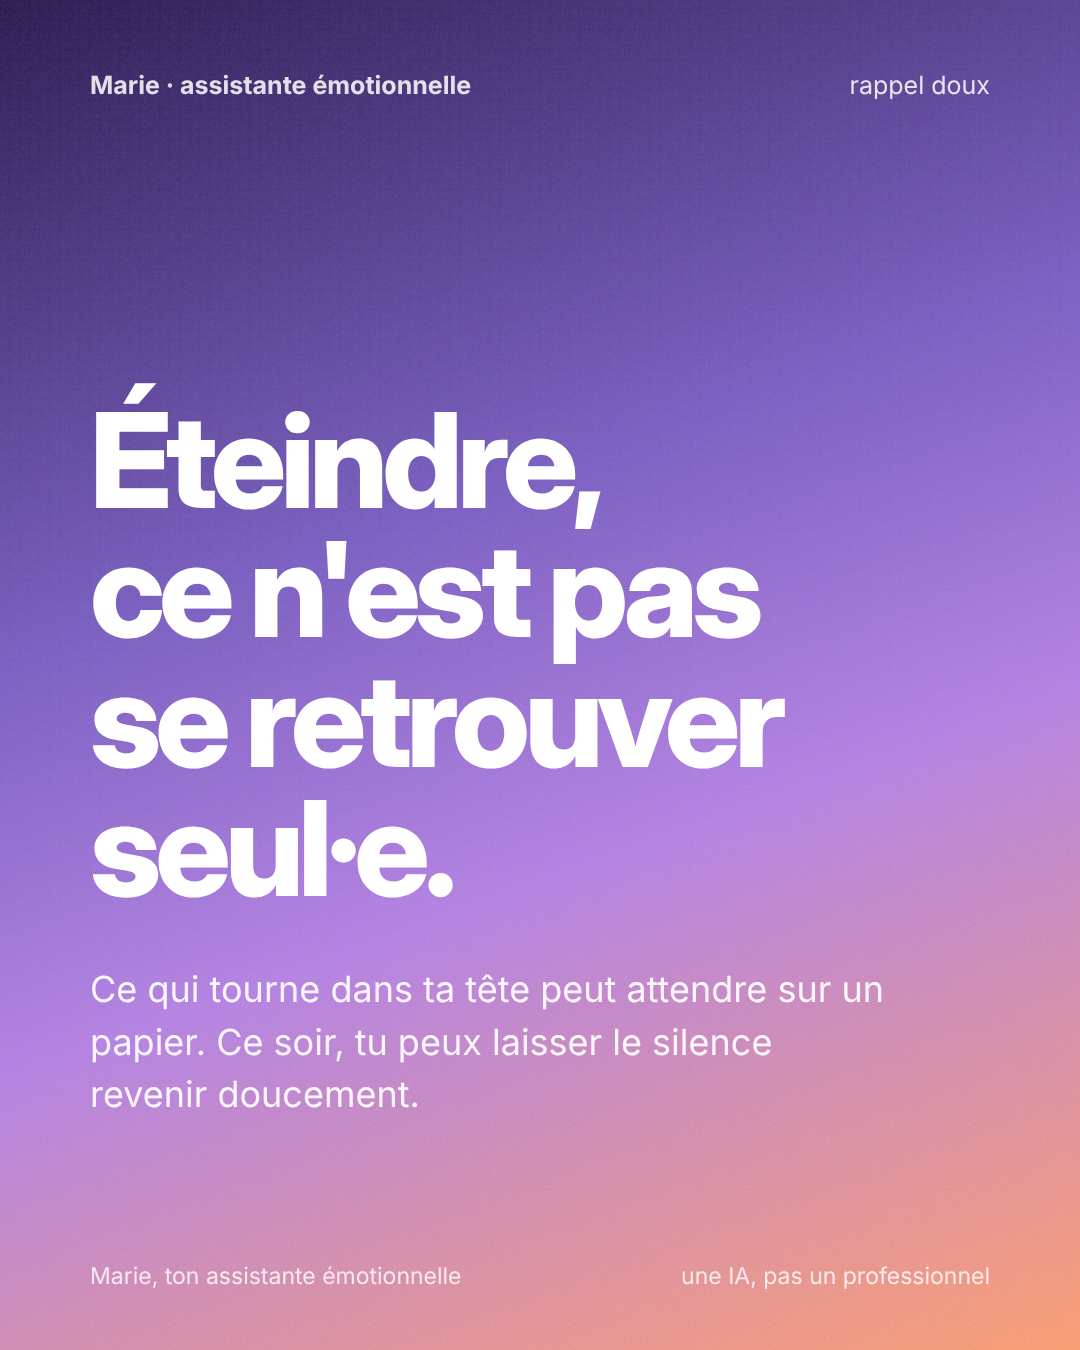 Marie · assistante émotionnelle
rappel doux
Éteindre,
ce n'est pas
se retrouver
seul·e.
Ce qui tourne dans ta tête peut attendre sur un
papier. Ce soir, tu peux laisser le silence
revenir doucement.
Marie, ton assistante émotionnelle
une IA, pas un professionnel